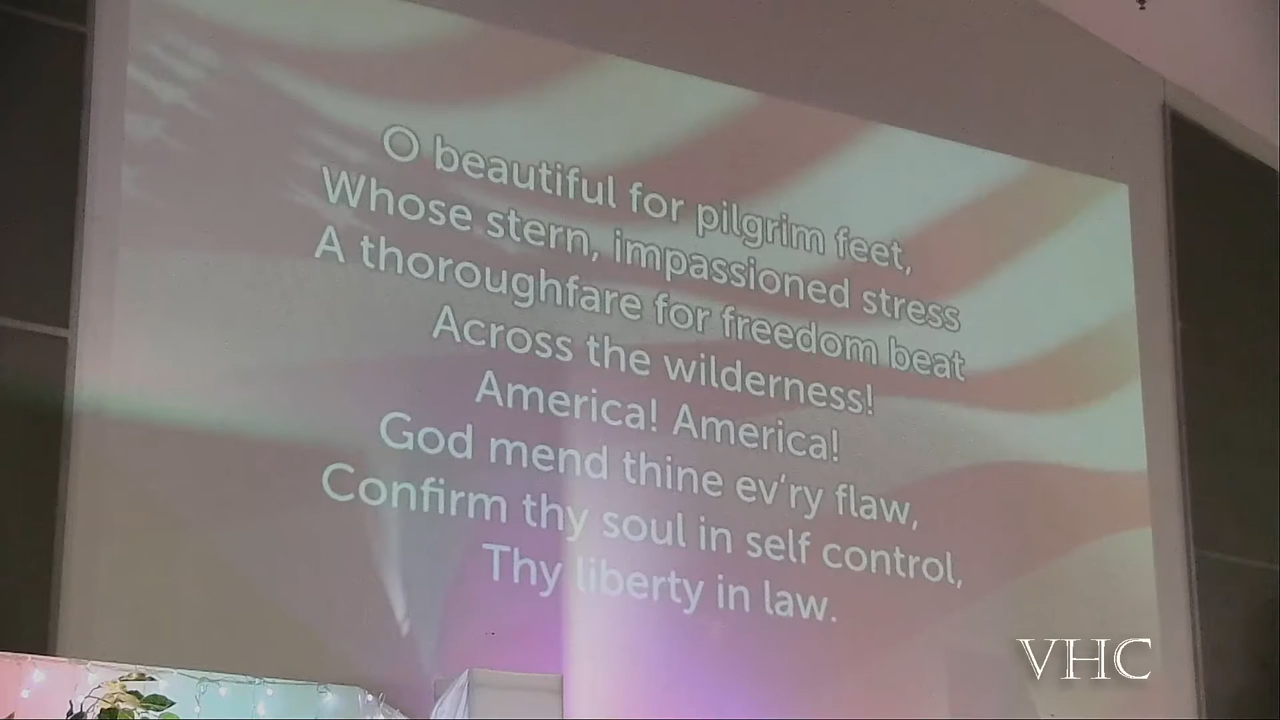 O beautiful for pilgrim feet,
Whose stern, impassioned stress
A thoroughfare for freedom beat
Across the wilderness!
America! America!
God mend thine ev'ry flaw,
Confirm thy soul in self control,
Thy liberty in law.
VHC